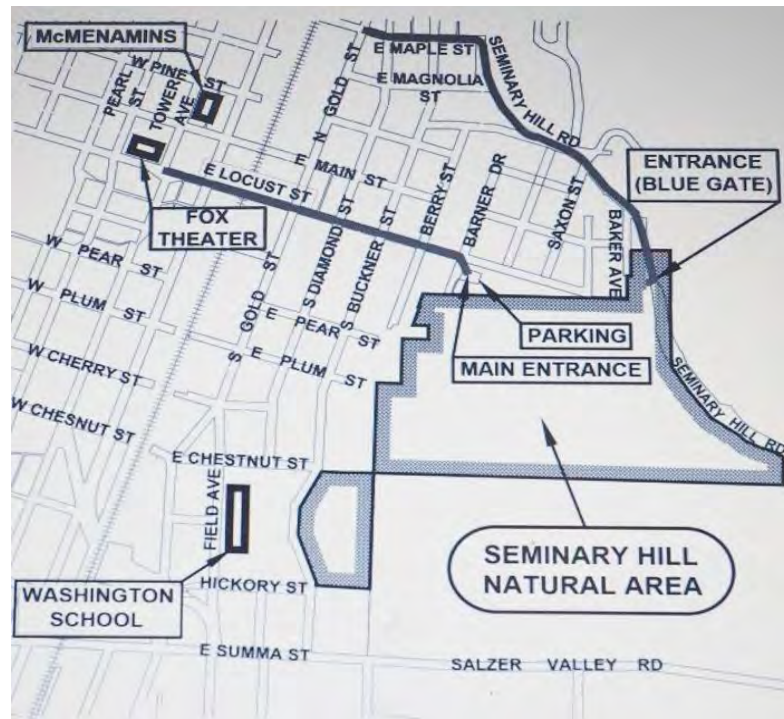 McMENAMINS
W PINE ST
PEARL ST
TOWER AVE
E MAPLE ST
E MAGNOLIA
ST
SEMINARY HILL RD
N GOLD ST
E MAIN ST
E LOCUST ST
FOX
THEATER
ENTRANCE
(BLUE GATE)
BERRY ST
BARNER DR
SAXON ST
BAKER AVE
W PEAR ST
W PLUM ST
W CHERRY ST
W CHESNUT ST
S GOLD ST
S DIAMOND ST
S BUCKNER ST
E PEAR ST
E PLUM ST
PARKING
MAIN ENTRANCE
SEMINARY HILL RD
E CHESTNUT ST
FIELD AVE
SEMINARY HILL
NATURAL AREA
WASHINGTON
SCHOOL
HICKORY ST
E SUMMA ST
SALZER VALLEY RD